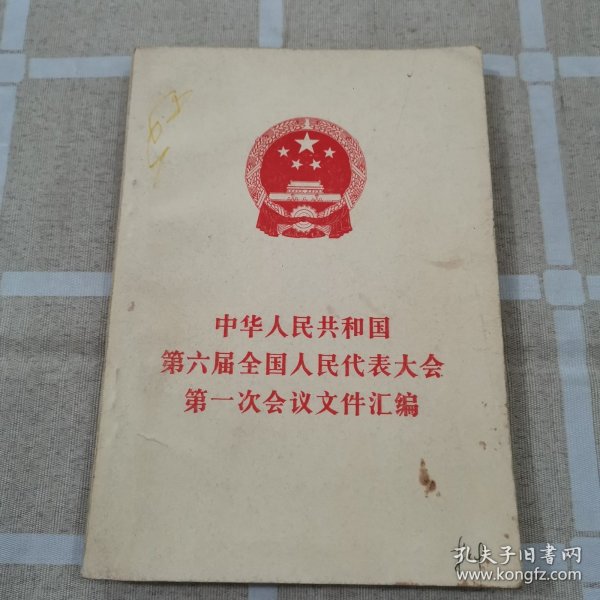 中华人民共和国
第六届全国人民代表大会
第一次会议文件汇编
孔夫子旧书网
www.kongfz.com